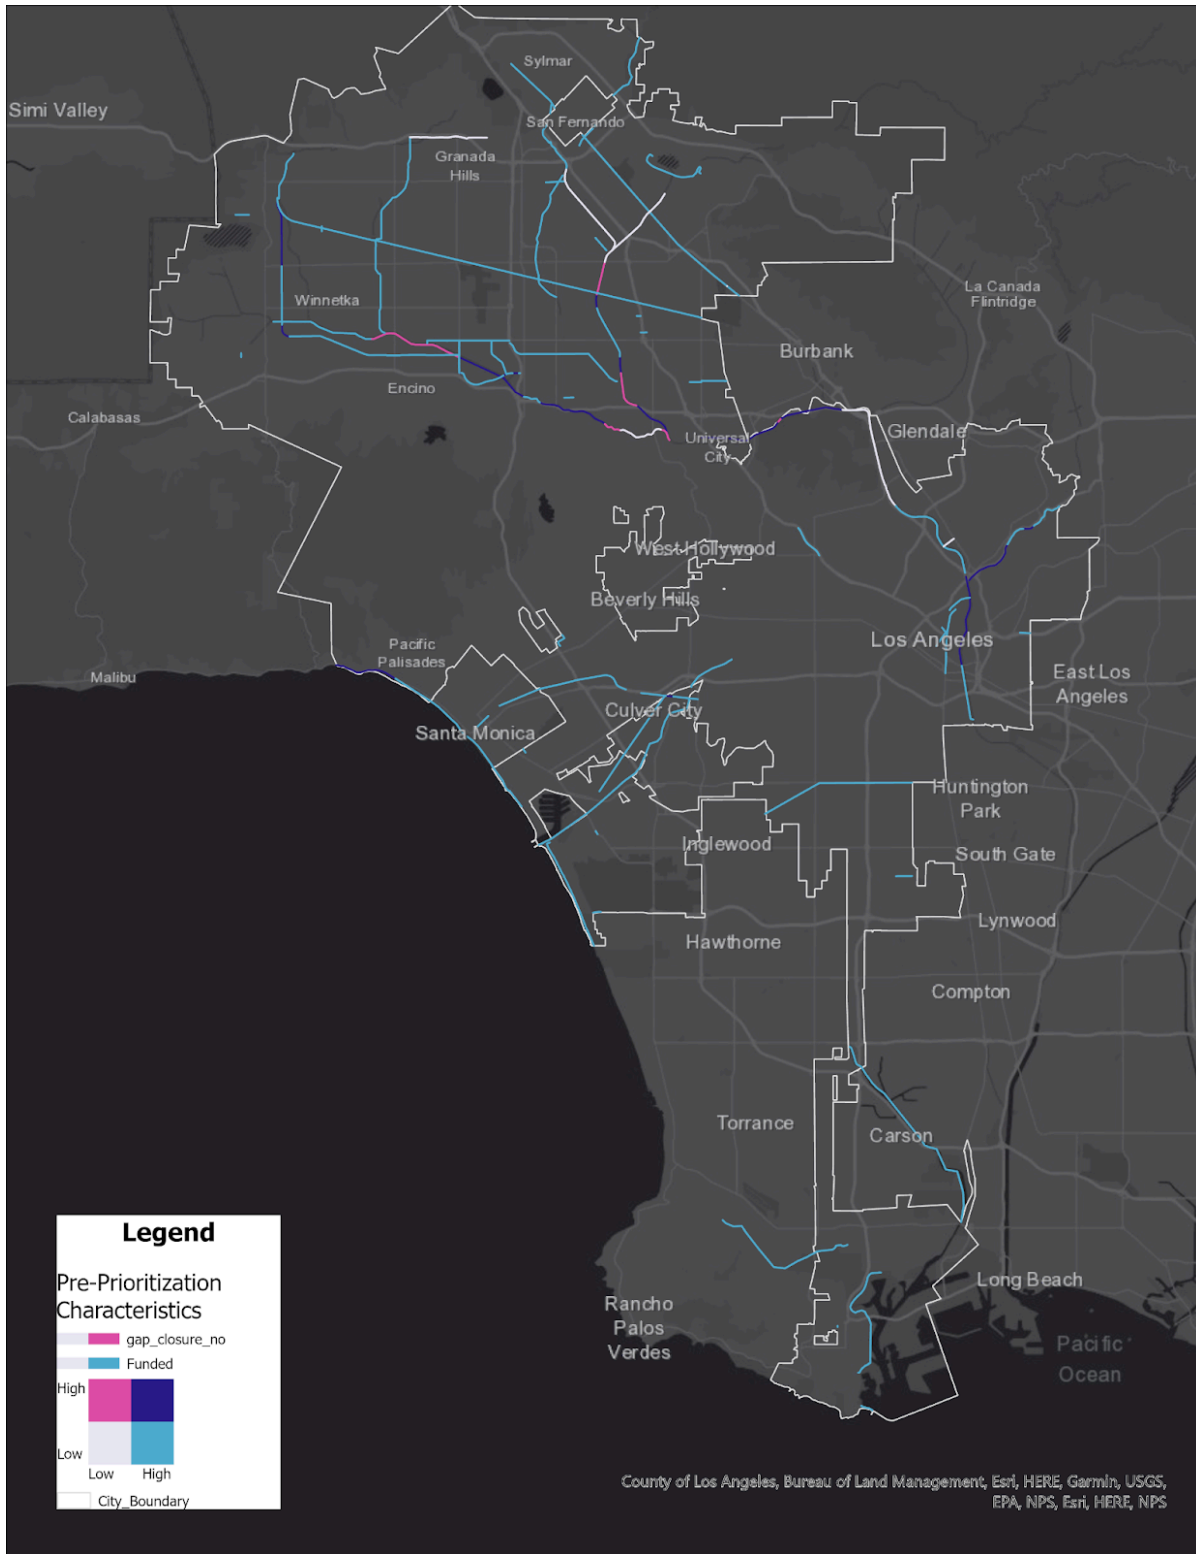 Sylmar
Simi Valley
San Fernando
Granada
Hills
La Canada
Flintridge
Winnetka
Burbank
Encino
Calabasas
Glendale
Universal
City
West Hollywood
Beverly Hills
Los Angeles
Pacific
Palisades
East Los
Angeles
Malibu
Culver City
Santa Monica
Huntington
Park
Inglewood
South Gate
Lynwood
Hawthorne
Compton
Torrance
Carson
Long Beach
Rancho
Palos
Verdes
Pacific
Ocean
Legend
Pre-Prioritization
Characteristics
gap_closure_no
Funded
High
Low
Low High
City_Boundary
County of Los Angeles, Bureau of Land Management, Esri, HERE, Garmin, USGS,
EPA, NPS, Esri, HERE, NPS